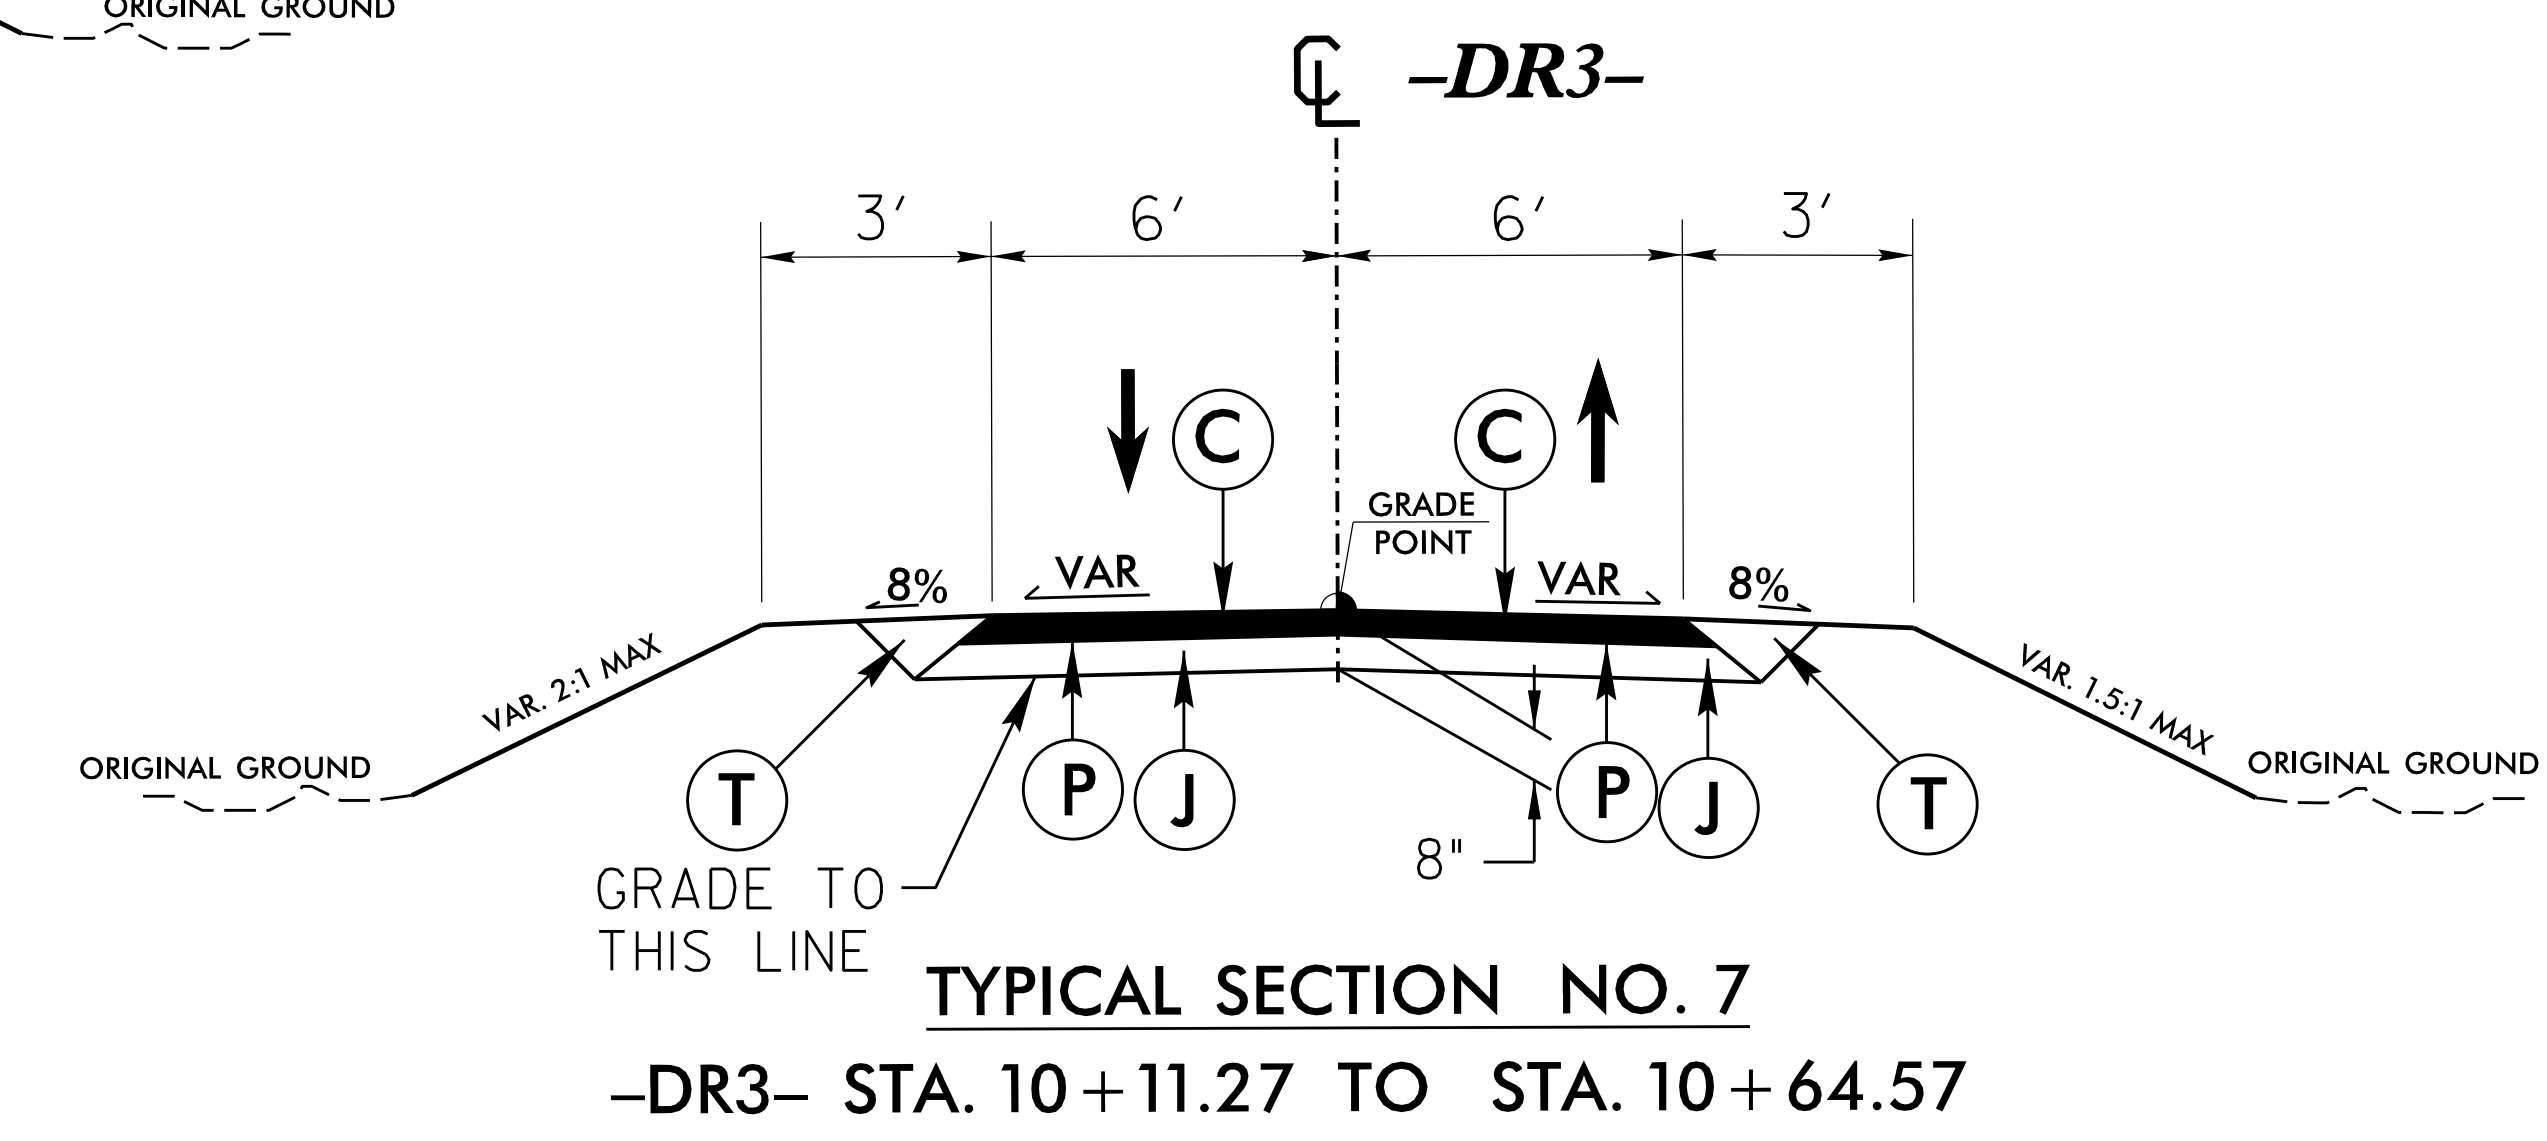 ORIGINAL GROUND
CL –DR3–
3' 6' 6' 3'
C C
GRADE
POINT
8% VAR VAR 8%
VAR. 2:1 MAX VAR. 1.5:1 MAX
ORIGINAL GROUND ORIGINAL GROUND
T P J P J T
8"
GRADE TO
THIS LINE
TYPICAL SECTION NO. 7
–DR3– STA. 10+11.27 TO STA. 10+64.57